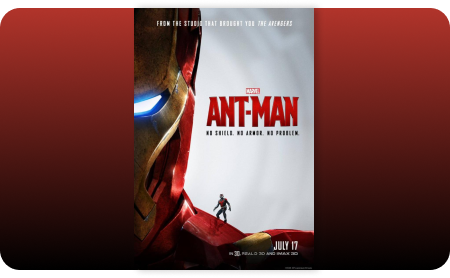 FROM THE STUDIO THAT BROUGHT YOU THE AVENGERS
MARVEL
ANT-MAN
NO SHIELD. NO ARMOR. NO PROBLEM.
JULY 17
IN 3D, REALD 3D AND IMAX 3D